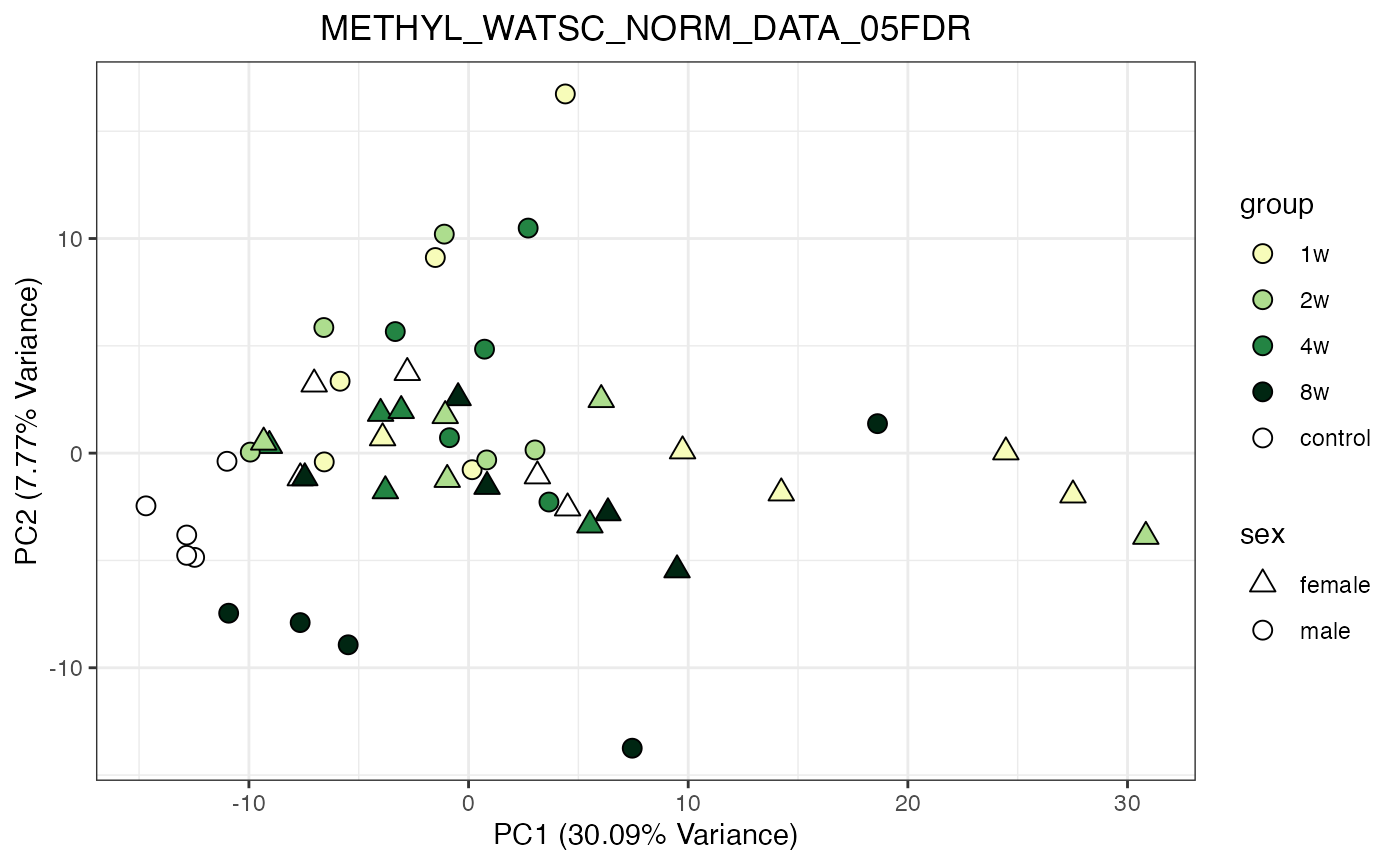 METHYL_WATSC_NORM_DATA_05FDR
PC2 (7.77% Variance)
10
0
-10
-10
0
10
20
30
PC1 (30.09% Variance)
group
1w
2w
4w
8w
control
sex
female
male